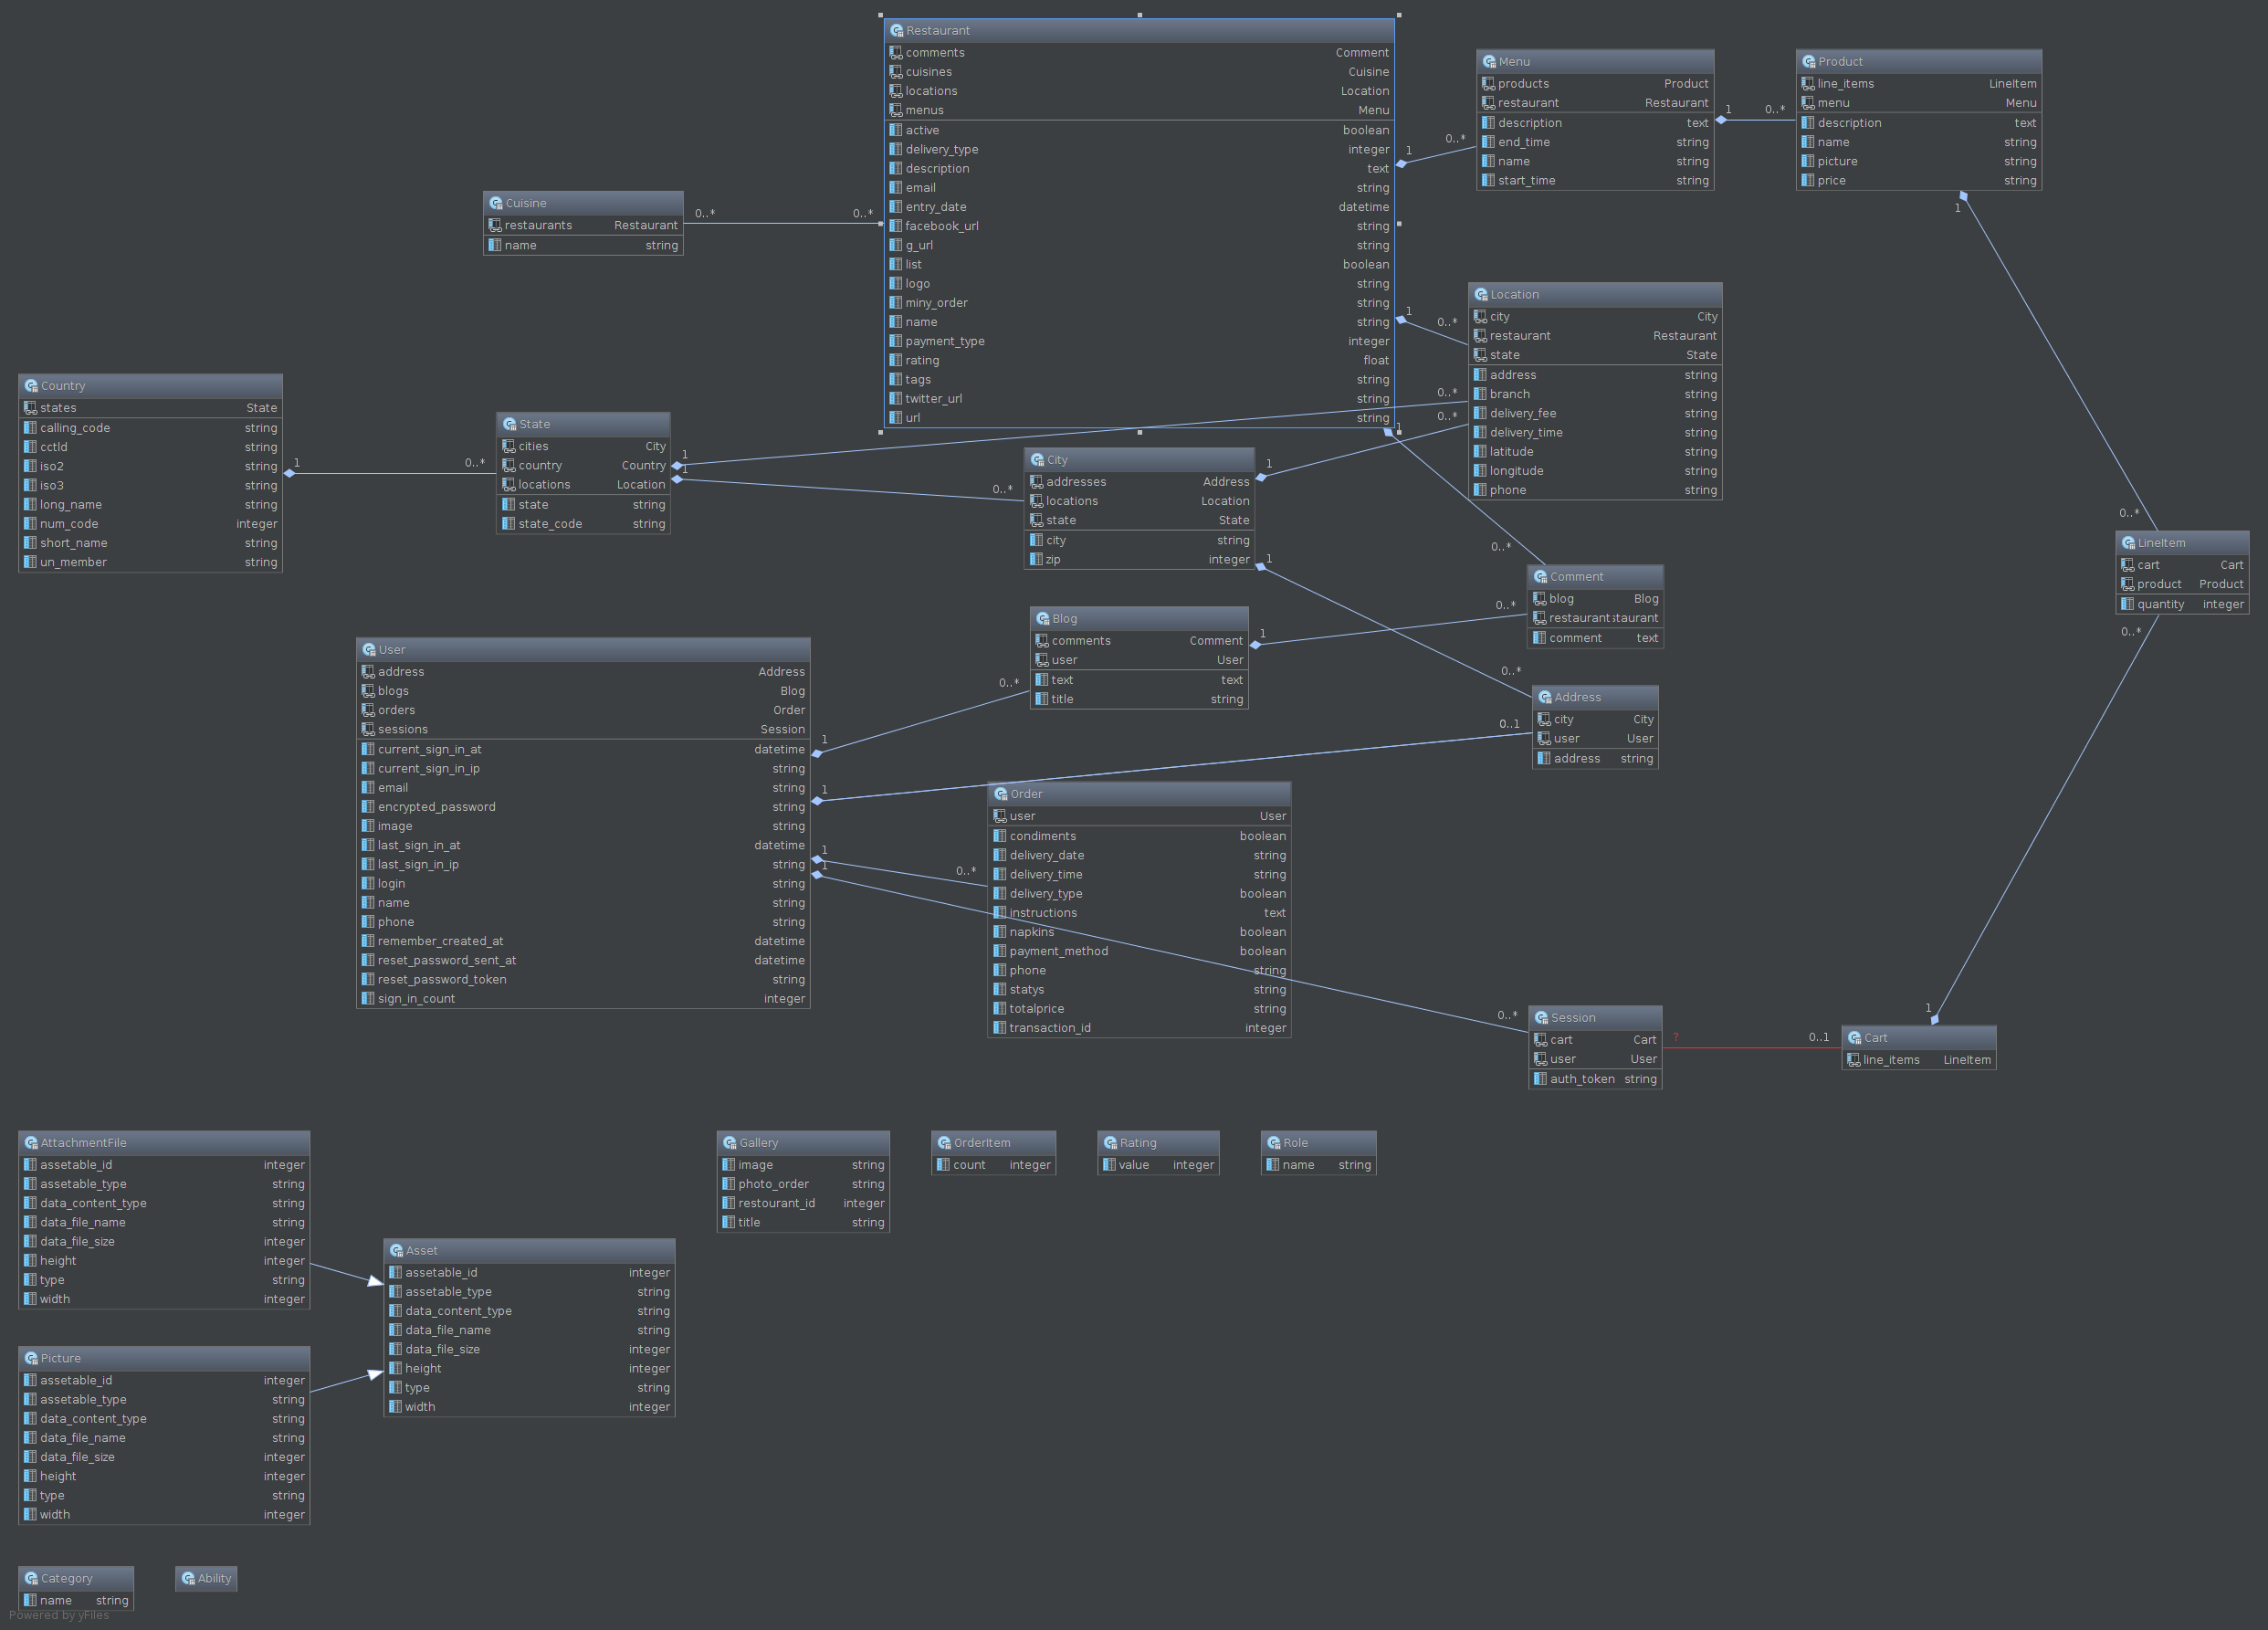 Restaurant
comments Comment
cuisines Cuisine
locations Location
menus Menu
active boolean
delivery_type integer
description text
email string
entry_date datetime
facebook_url string
g_url string
list boolean
logo string
miny_order string
name string
payment_type integer
rating float
tags string
twitter_url string
url string
1 0..*
1 0..*
1 0..*
Menu
products Product
restaurant Restaurant
description text
end_time string
name string
start_time string
1 0..*
Product
line_items LineItem
menu Menu
description text
name string
picture string
price string
1
0..*
Cuisine
restaurants Restaurant
name string
0..* 0..*
Location
city City
restaurant Restaurant
state State
address string
branch string
delivery_fee string
delivery_time string
latitude string
longitude string
phone string
Country
states State
calling_code string
cctld string
iso2 string
iso3 string
long_name string
num_code integer
short_name string
un_member string
1 0..*
State
cities City
country Country
locations Location
state string
state_code string
1 0..*
1 0..*
City
addresses Address
locations Location
state State
city string
zip integer
1 0..*
1 0..*
LineItem
cart Cart
product Product
quantity integer
0..*
1
Comment
blog Blog
restaurant staurant
comment text
Blog
comments Comment
user User
text text
title string
1 0..*
User
address Address
blogs Blog
orders Order
sessions Session
current_sign_in_at datetime
current_sign_in_ip string
email string
encrypted_password string
image string
last_sign_in_at datetime
last_sign_in_ip string
login string
name string
phone string
remember_created_at datetime
reset_password_sent_at datetime
reset_password_token string
sign_in_count integer
1 0..*
1 0..1
1 0..*
1 0..*
Address
city City
user User
address string
Order
user User
condiments boolean
delivery_date string
delivery_time string
delivery_type boolean
instructions text
napkins boolean
payment_method boolean
phone string
statys string
totalprice string
transaction_id integer
Session
cart Cart
user User
auth_token string
? 0..1
Cart
line_items LineItem
AttachmentFile
assetable_id integer
assetable_type string
data_content_type string
data_file_name string
data_file_size integer
height integer
type string
width integer
Gallery
image string
photo_order string
restourant_id integer
title string
OrderItem
count integer
Rating
value integer
Role
name string
Asset
assetable_id integer
assetable_type string
data_content_type string
data_file_name string
data_file_size integer
height integer
type string
width integer
Picture
assetable_id integer
assetable_type string
data_content_type string
data_file_name string
data_file_size integer
height integer
type string
width integer
Category
name string
Ability
Powered by yFiles